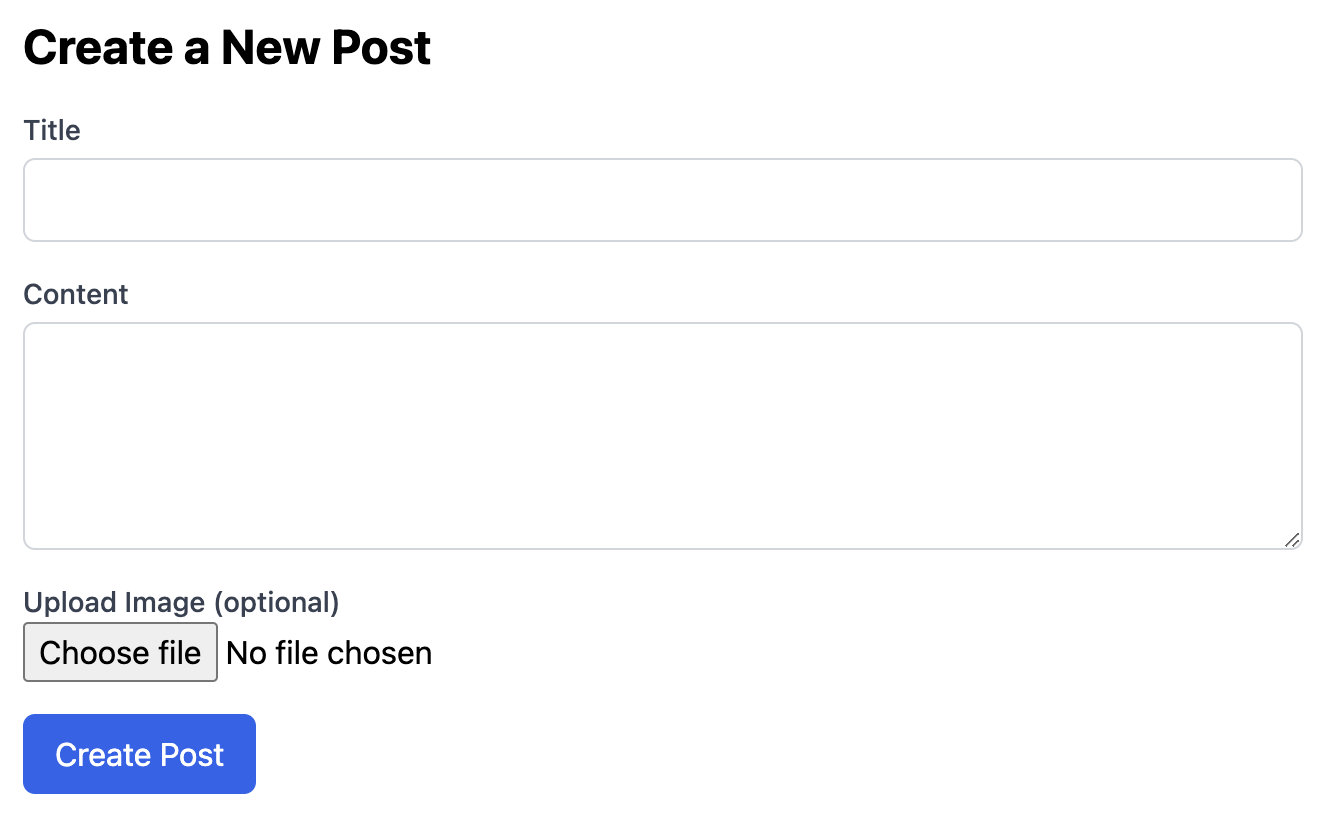 Create a New Post
Title
Content
Upload Image (optional)
Choose file No file chosen
Create Post